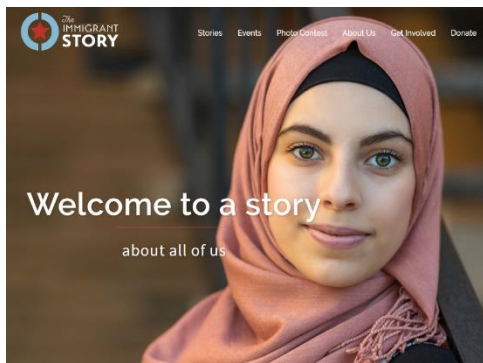 The
IMMIGRANT
STORY
Stories Events Photo Contest About Us Get Involved Donate
Welcome to a story
about all of us